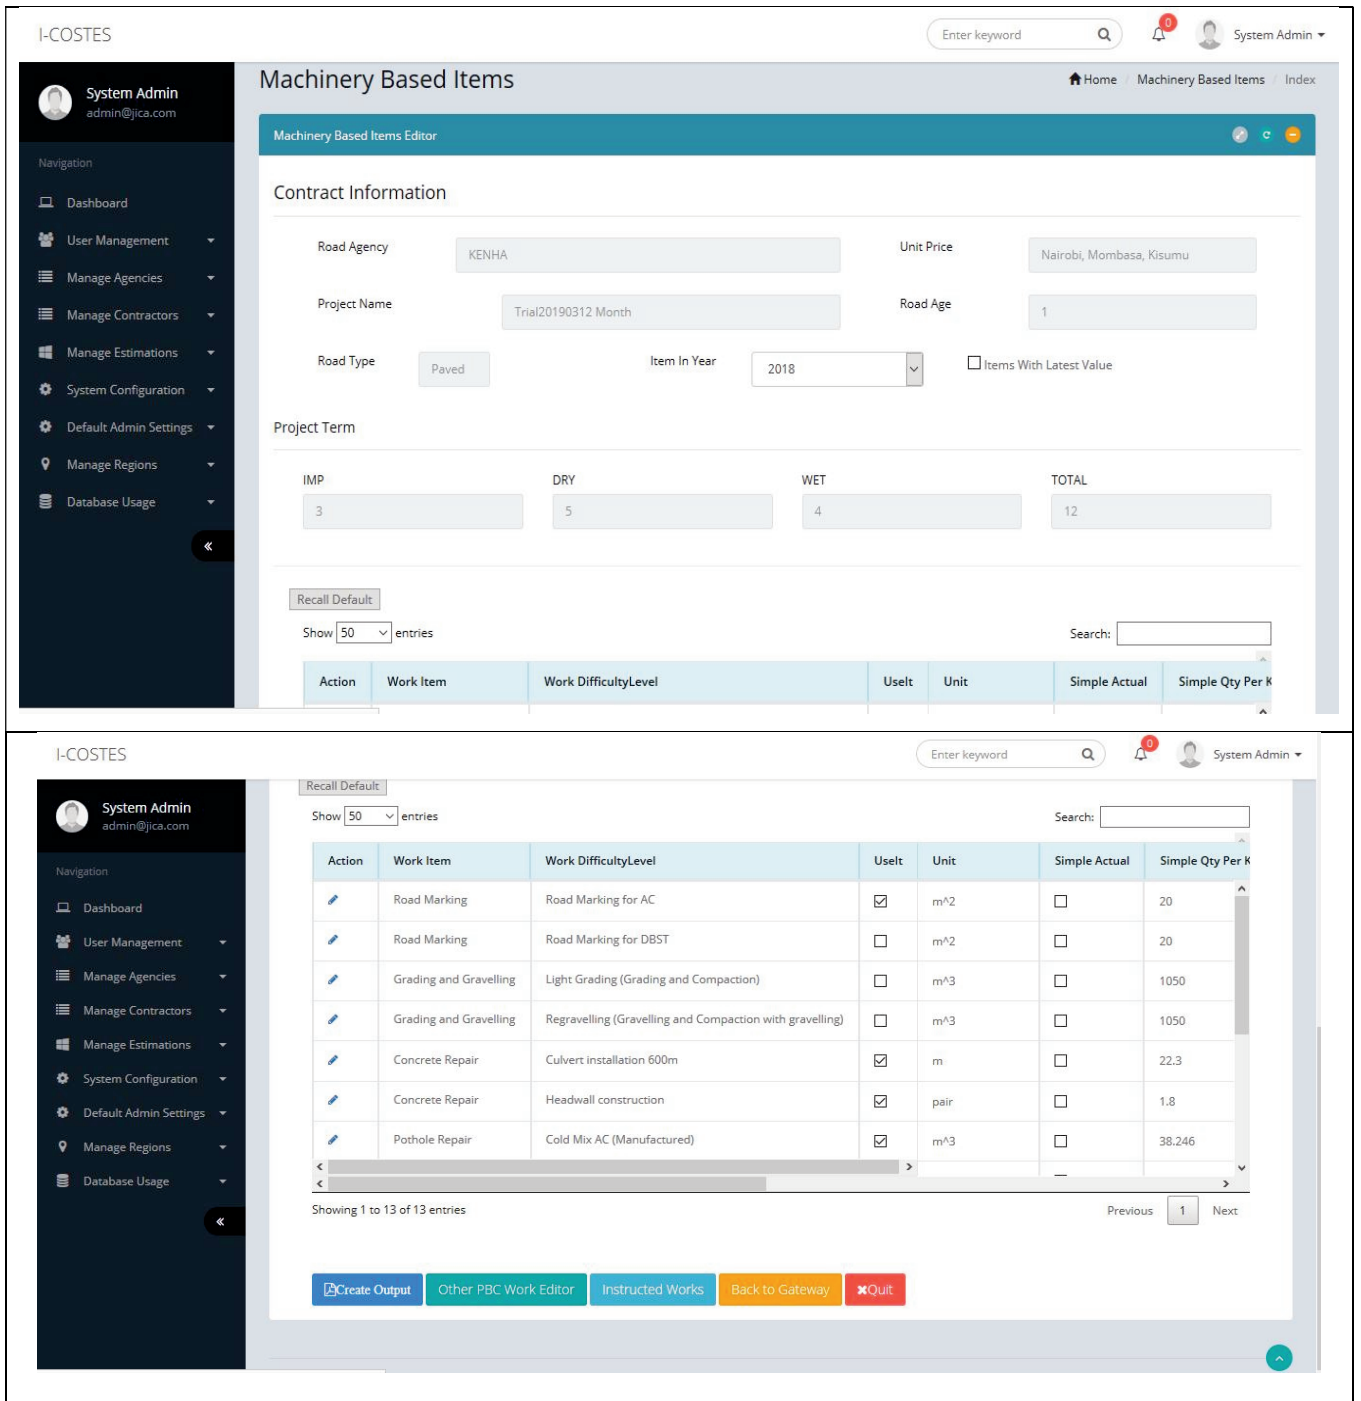 I-COSTES
Enter keyword
0
System Admin
System Admin
admin@jica.com
Navigation
Dashboard
User Management
Manage Agencies
Manage Contractors
Manage Estimations
System Configuration
Default Admin Settings
Manage Regions
Database Usage
«
Machinery Based Items
Home / Machinery Based Items / Index
Machinery Based Items Editor
Contract Information
Road Agency KENHA Unit Price Nairobi, Mombasa, Kisumu
Project Name Trial20190312 Month Road Age 1
Road Type Paved Item In Year 2018 Items With Latest Value
Project Term
IMP DRY WET TOTAL
3 5 4 12
Recall Default
Show 50 entries Search:
Action Work Item Work DifficultyLevel UseIt Unit Simple Actual Simple Qty Per K
I-COSTES
Enter keyword
0
System Admin
System Admin
admin@jica.com
Navigation
Dashboard
User Management
Manage Agencies
Manage Contractors
Manage Estimations
System Configuration
Default Admin Settings
Manage Regions
Database Usage
«
Recall Default
Show 50 entries Search:
Action Work Item Work DifficultyLevel UseIt Unit Simple Actual Simple Qty Per K
Road Marking Road Marking for AC m^2 20
Road Marking Road Marking for DBST m^2 20
Grading and Gravelling Light Grading (Grading and Compaction) m^3 1050
Grading and Gravelling Regravelling (Gravelling and Compaction with gravelling) m^3 1050
Concrete Repair Culvert installation 600m m 22.3
Concrete Repair Headwall construction pair 1.8
Pothole Repair Cold Mix AC (Manufactured) m^3 38.246
Showing 1 to 13 of 13 entries Previous 1 Next
Create Output Other PBC Work Editor Instructed Works Back to Gateway Quit